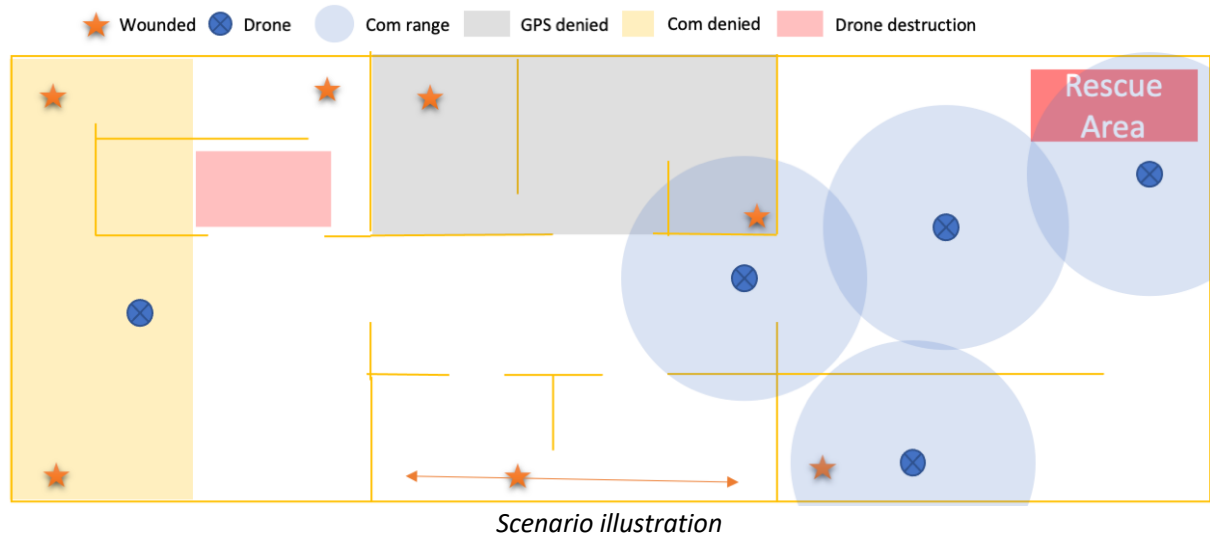 Wounded Drone Com range GPS denied Com denied Drone destruction
Rescue
Area
Scenario illustration